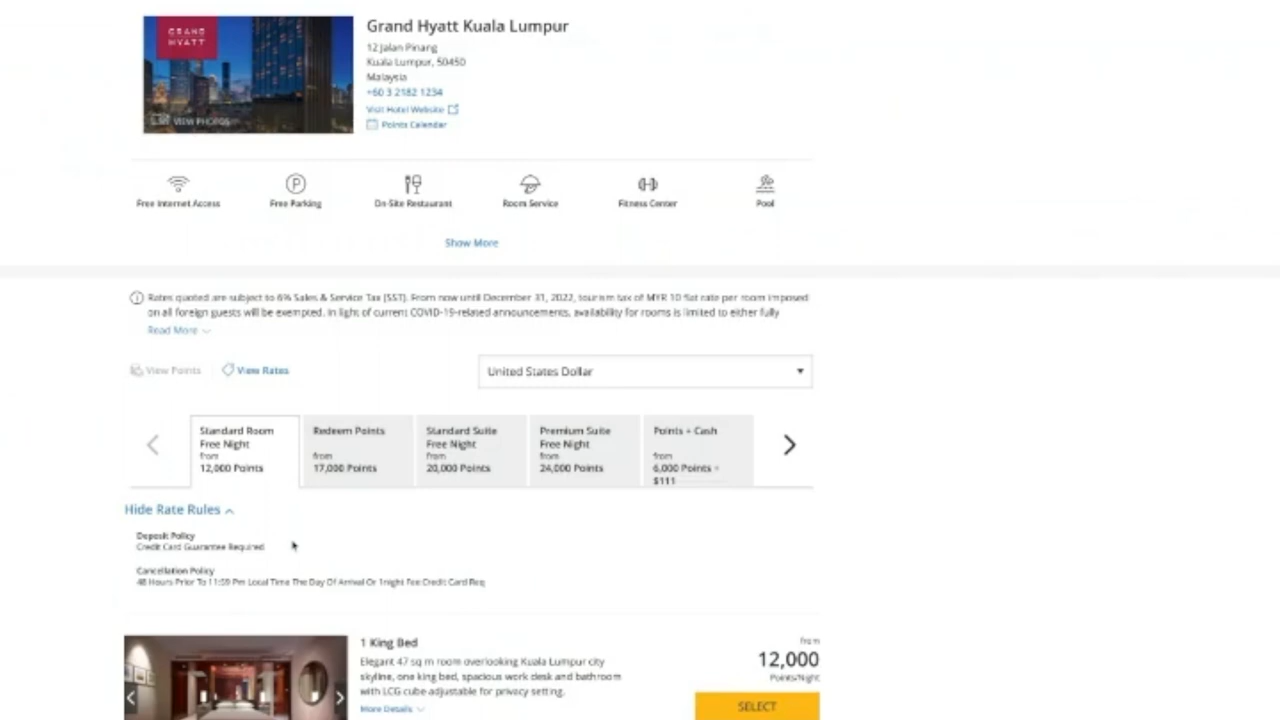 GRAND
HYATT
VIEW PHOTOS
Grand Hyatt Kuala Lumpur
12 Jalan Pinang
Kuala Lumpur, 50450
Malaysia
+60 3 2182 1234
Visit Hotel Website
Points Calendar
Free Internet Access
Free Parking
On-Site Restaurant
Room Service
Fitness Center
Pool
Show More
Rates quoted are subject to 6% Sales & Service Tax (SST). From now until December 31, 2022, tourism tax of MYR 10 flat rate per room imposed
on all foreign guests will be exempted. In light of current COVID-19-related announcements, availability for rooms is limited to either fully
Read More
View Points
View Rates
United States Dollar
Standard Room
Free Night
from
12,000 Points
Redeem Points
from
17,000 Points
Standard Suite
Free Night
from
20,000 Points
Premium Suite
Free Night
from
24,000 Points
Points + Cash
from
6,000 Points +
$111
Hide Rate Rules
Deposit Policy
Credit Card Guarantee Required
Cancellation Policy
48 Hours Prior To 11:59 Pm Local Time The Day Of Arrival Or 1night Fee Credit Card Req
1 King Bed
Elegant 47 sq m room overlooking Kuala Lumpur city
skyline, one king bed, spacious work desk and bathroom
with LCG cube adjustable for privacy setting.
More Details
from
12,000
Points/Night
SELECT